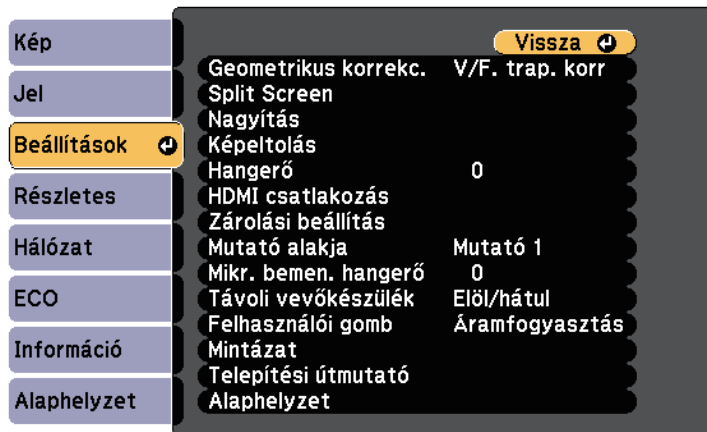 Kép
Jel
Beállítások
Részletes
Hálózat
ECO
Információ
Alaphelyzet
Vissza
Geometrikus korrekc. V/F. trap. korr
Split Screen
Nagyítás
Képeltolás
Hangerő 0
HDMI csatlakozás
Zárolási beállítás
Mutató alakja Mutató 1
Mikr. bemen. hangerő 0
Távoli vevőkészülék Elöl/hátul
Felhasználói gomb Áramfogyasztás
Mintázat
Telepítési útmutató
Alaphelyzet